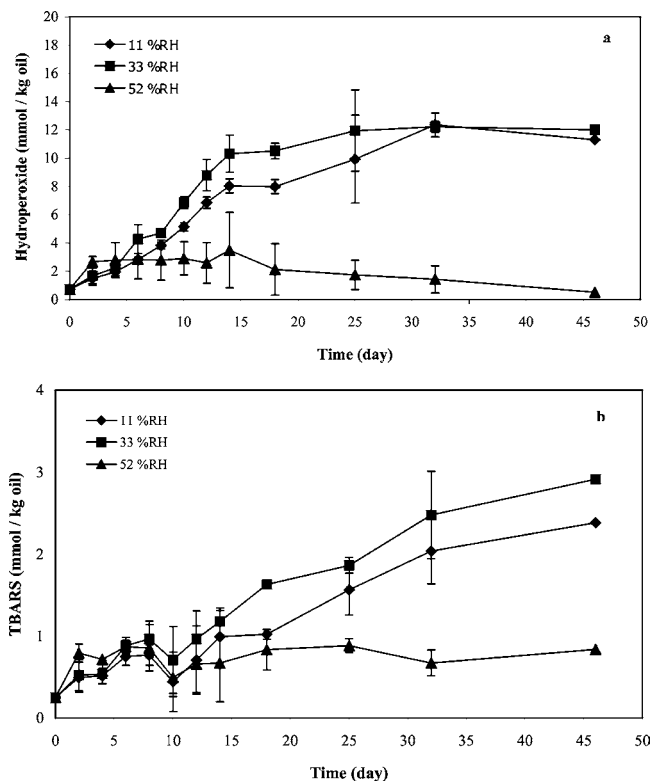 a
20
18
16
14
12
10
8
6
4
2
0
Hydroperoxide (mmol / kg oil)
11 %RH
33 %RH
52 %RH
0 5 10 15 20 25 30 35 40 45 50
Time (day)
b
4
3
2
1
0
TBARS (mmol / kg oil)
11 %RH
33 %RH
52 %RH
0 5 10 15 20 25 30 35 40 45 50
Time (day)